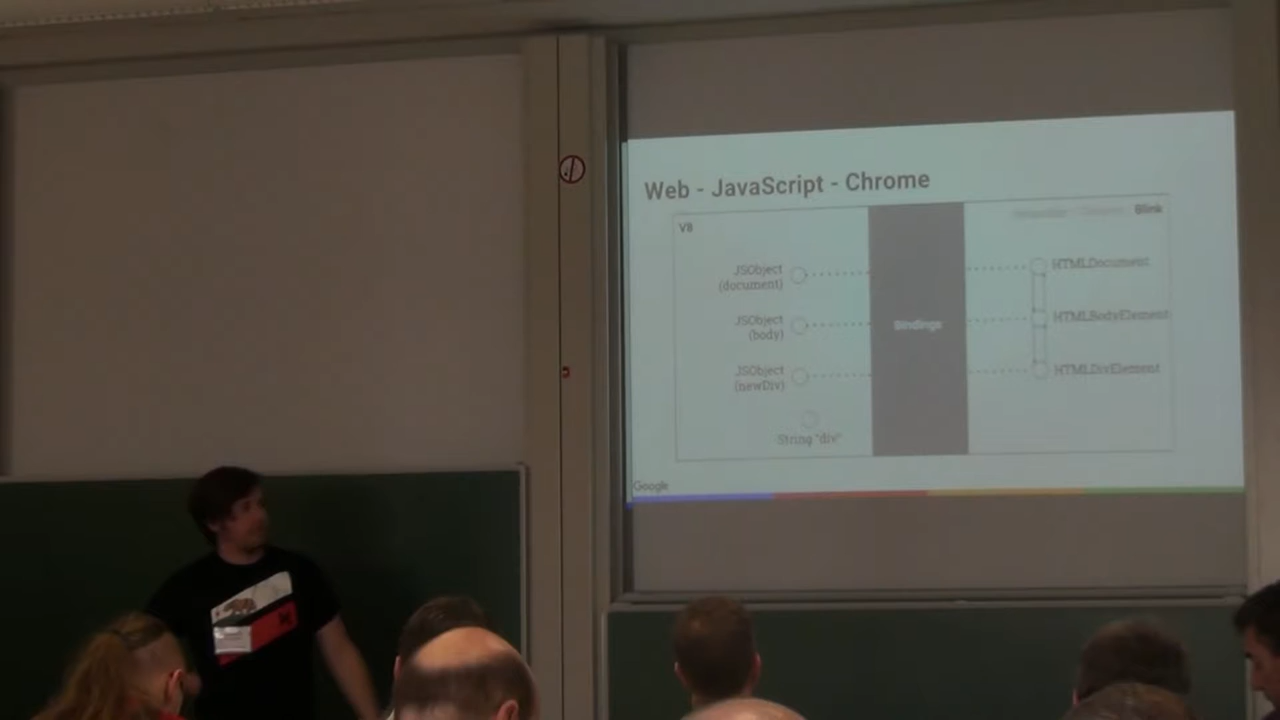 Web - JavaScript - Chrome
V8
Blink
JSObject
(document)
HTMLDocument
JSObject
(body)
Bindings
HTMLBodyElement
JSObject
(newDiv)
HTMLDivElement
String "div"
Google